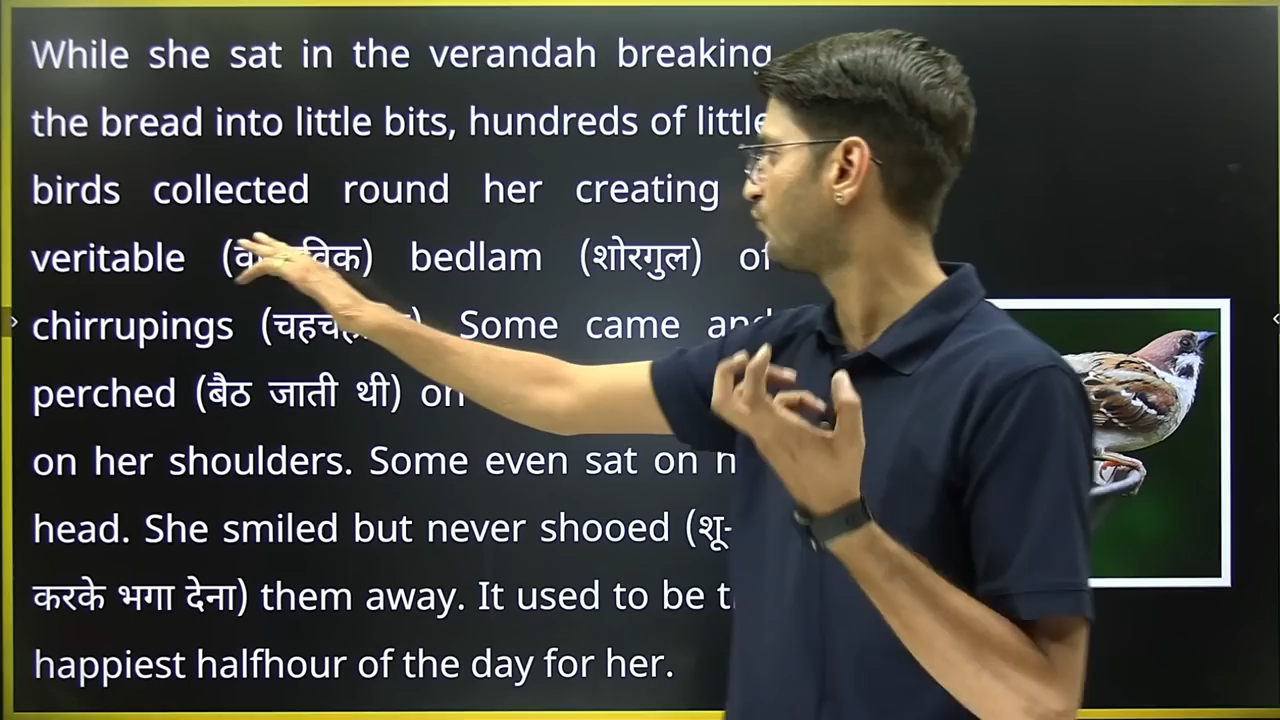 While she sat in the verandah breaking
the bread into little bits, hundreds of little
birds collected round her creating
veritable bedlam (शोरगुल) of
chirrupings Some came and
perched (बैठ जाती थी) on
on her shoulders. Some even sat on
head. She smiled but never shooed (शू-
करके भगा देना) them away. It used to be
happiest halfhour of the day for her.